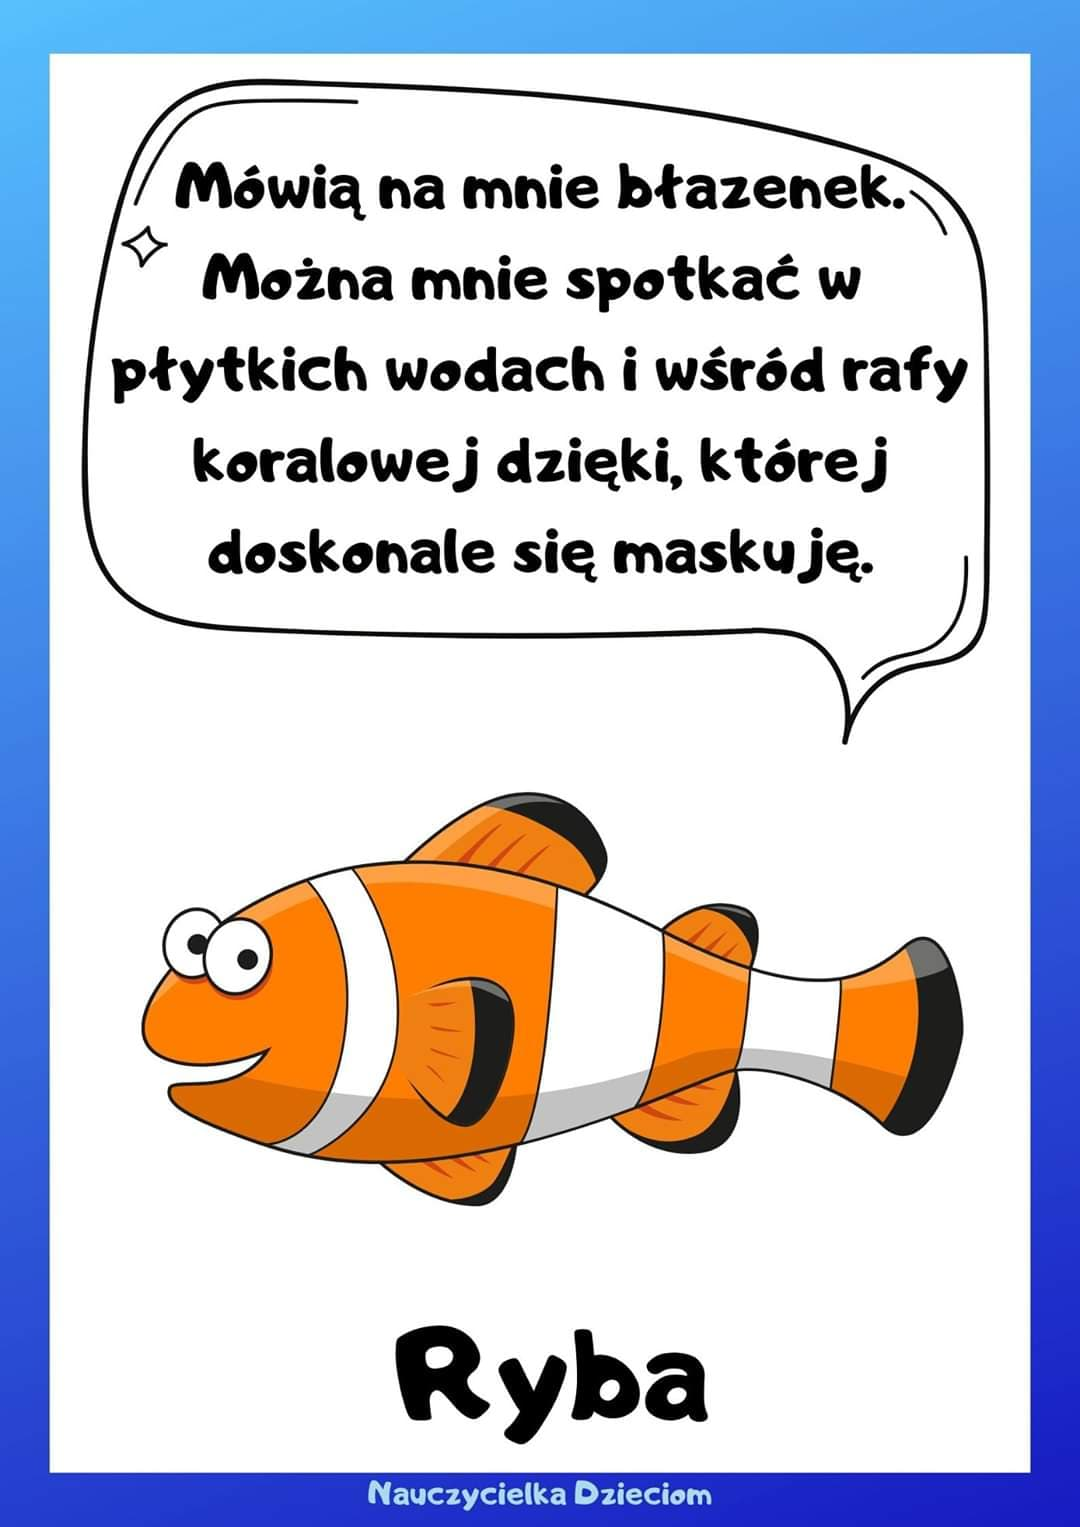 Mówią na mnie błazenek.
Można mnie spotkać w
płytkich wodach i wśród rafy
koralowej dzięki, której
doskonale się maskuję.
Ryba
Nauczycielka Dzieciom